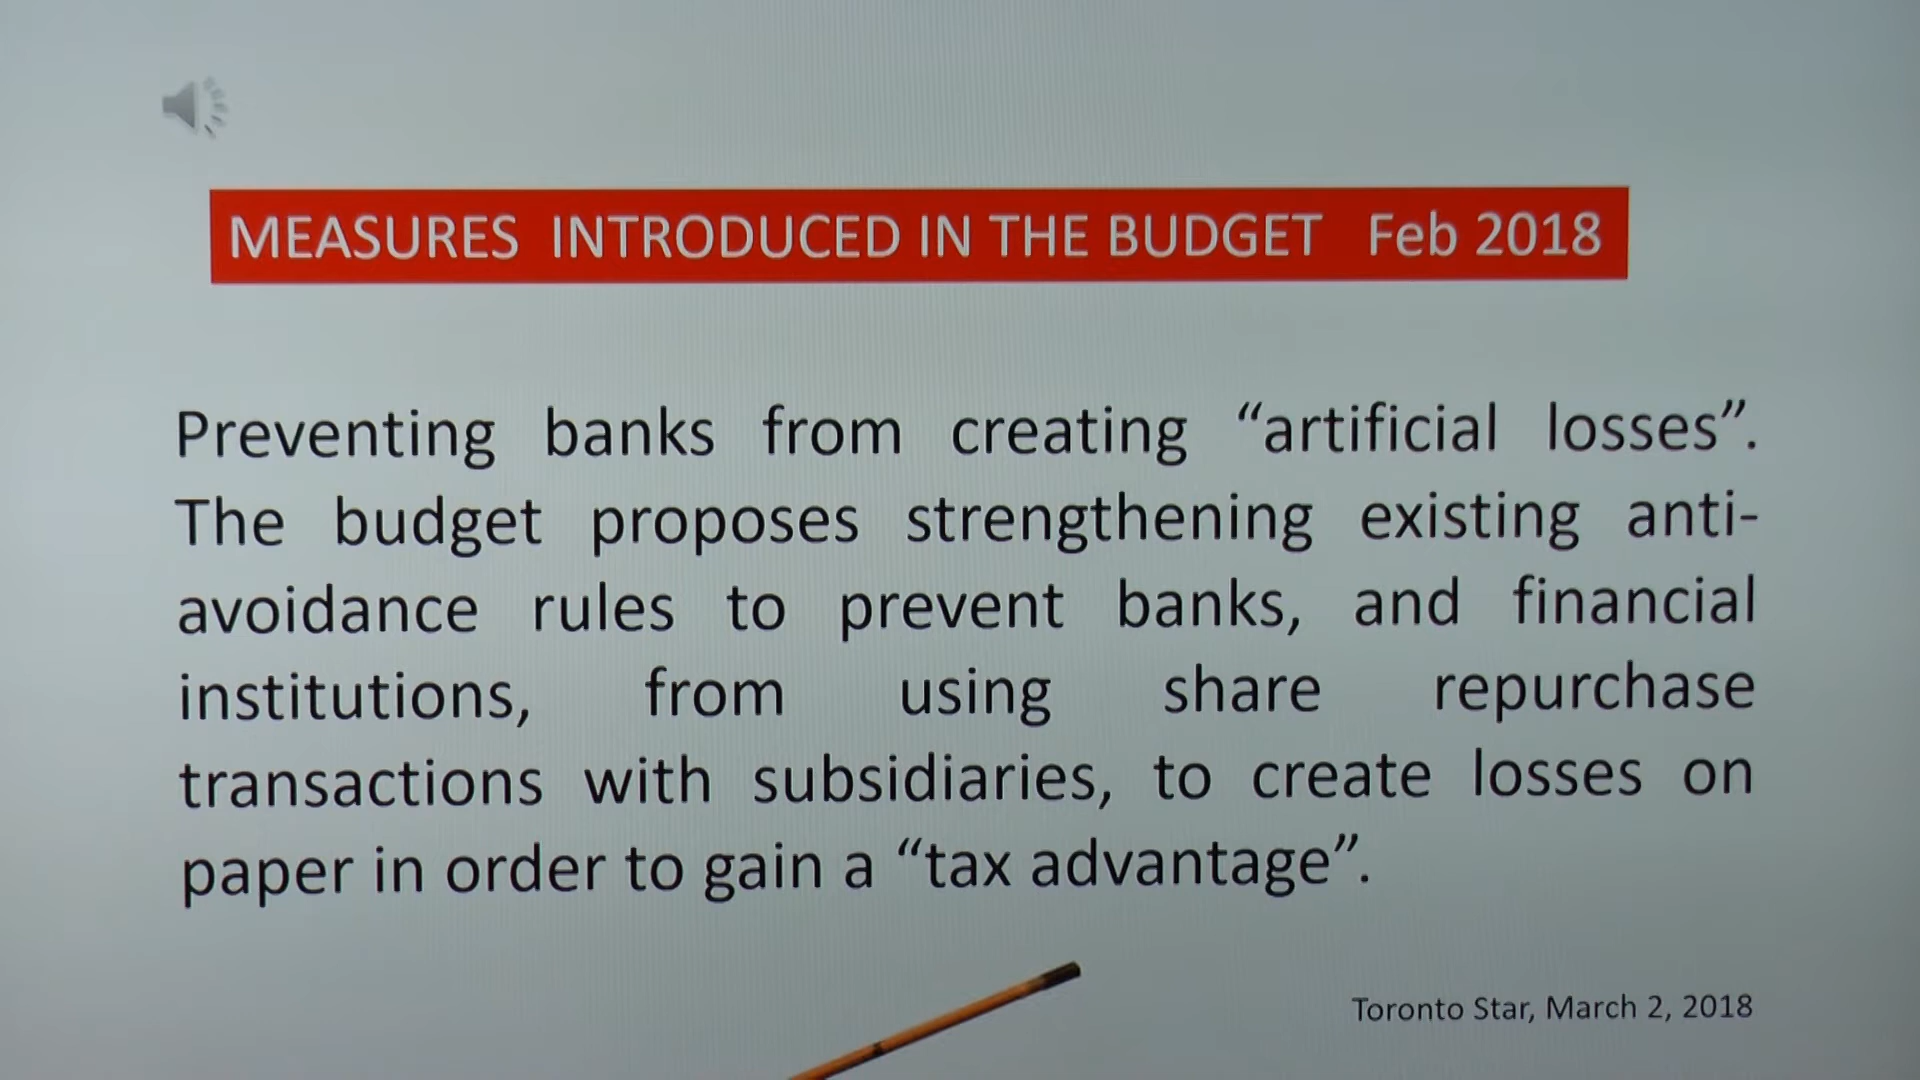 MEASURES INTRODUCED IN THE BUDGET Feb 2018
Preventing banks from creating “artificial losses”.
The budget proposes strengthening existing anti-
avoidance rules to prevent banks, and financial
institutions, from using share repurchase
transactions with subsidiaries, to create losses on
paper in order to gain a “tax advantage”.
Toronto Star, March 2, 2018